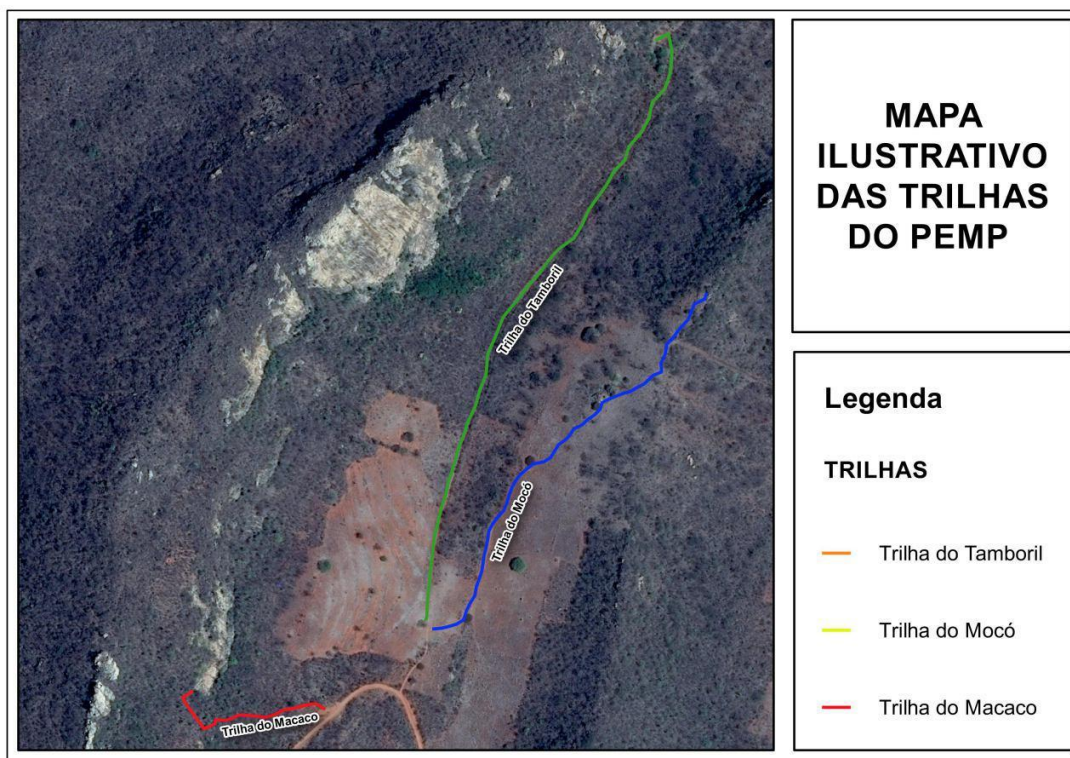 MAPA
ILUSTRATIVO
DAS TRILHAS
DO PEMP
Trilha do Tamboril
Trilha do Mocó
Trilha do Macaco
Legenda
TRILHAS
Trilha do Tamboril
Trilha do Mocó
Trilha do Macaco